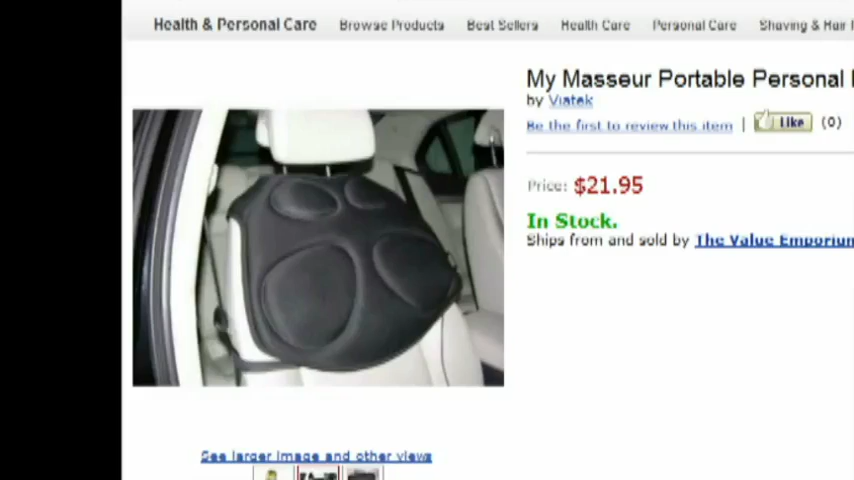 Health & Personal Care Browse Products Best Sellers Health Care Personal Care Shaving & Hair
My Masseur Portable Personal
by Viatek
Be the first to review this item | Like (0)
Price: $21.95
In Stock.
Ships from and sold by The Value Emporium
See larger image and other views